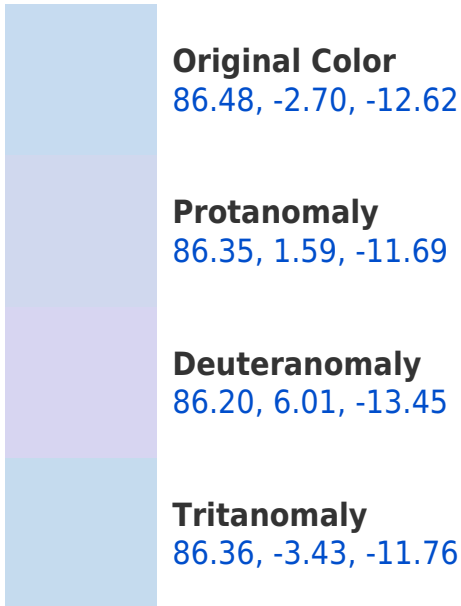 Original Color
86.48, -2.70, -12.62
Protanomaly
86.35, 1.59, -11.69
Deuteranomaly
86.20, 6.01, -13.45
Tritanomaly
86.36, -3.43, -11.76